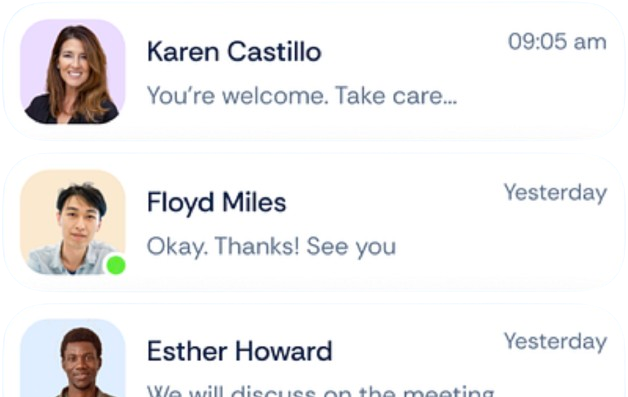 Karen Castillo
09:05 am
You're welcome. Take care...
Floyd Miles
Yesterday
Okay. Thanks! See you
Esther Howard
Yesterday
We will discuss on the meeting